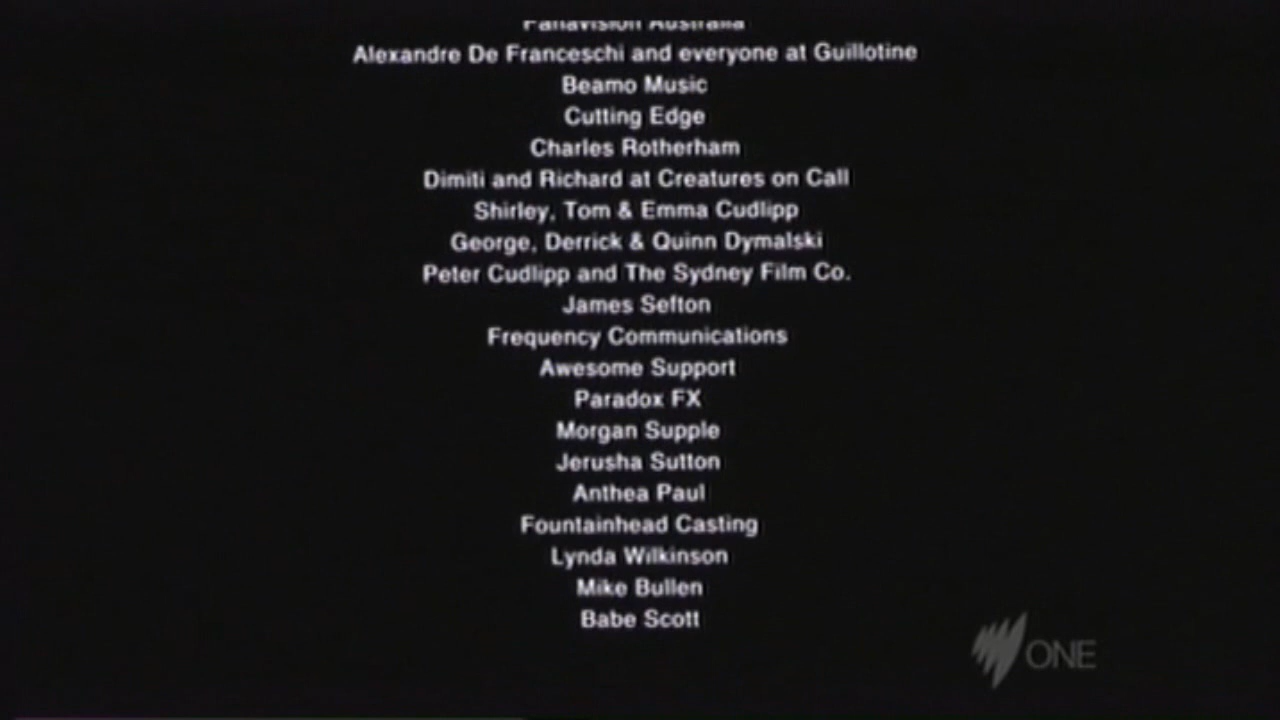 Panavision Australia
Alexandre De Franceschi and everyone at Guillotine
Beamo Music
Cutting Edge
Charles Rotherham
Dimiti and Richard at Creatures on Call
Shirley, Tom & Emma Cudlipp
George, Derrick & Quinn Dymalski
Peter Cudlipp and The Sydney Film Co.
James Sefton
Frequency Communications
Awesome Support
Paradox FX
Morgan Supple
Jerusha Sutton
Anthea Paul
Fountainhead Casting
Lynda Wilkinson
Mike Bullen
Babe Scott
ONE